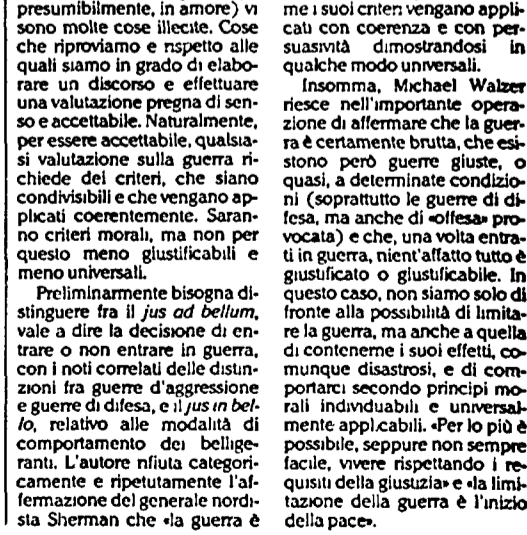 presumibilmente, in amore) vi
sono molte cose illecite. Cose
che riproviamo e rispetto alle
quali siamo in grado di elabo-
rare un discorso e effettuare
una valutazione pregna di sen-
so e accettabile. Naturalmente,
per essere accettabile, qualsia-
si valutazione sulla guerra ri-
chiede dei criteri, che siano
condivisibili e che vengano ap-
plicati coerentemente. Saran-
no criteri morali, ma non per
questo meno giustificabili e
meno universali.
Preliminarmente bisogna di-
stinguere fra il jus ad bellum,
vale a dire la decisione di en-
trare o non entrare in guerra,
con i noti correlati delle distin-
zioni fra guerre d'aggressione
e guerre di difesa, e il jus in bel-
lo, relativo alle modalità di
comportamento dei bellige-
ranti. L'autore rifiuta categori-
camente e ripetutamente l'af-
fermazione del generale nordi-
sta Sherman che «la guerra è
me i suoi criteri vengano appli-
cati con coerenza e con per-
suasività dimostrandosi in
qualche modo universali.
Insomma, Michael Walzer
riesce nell'importante opera-
zione di affermare che la guer-
ra è certamente brutta, che esi-
stono però guerre giuste, o
quasi, a determinate condizio-
ni (soprattutto le guerre di di-
fesa, ma anche di «offesa» pro-
vocata) e che, una volta entra-
ti in guerra, nient'affatto tutto è
giustificato o giustificabile. In
questo caso, non siamo solo di
fronte alla possibilità di limita-
re la guerra, ma anche a quella
di contenerne i suoi effetti, co-
munque disastrosi, e di com-
portarci secondo principi mo-
rali individuabili e universal-
mente applicabili. «Per lo più è
possibile, seppure non sempre
facile, vivere rispettando i re-
quisiti della giustizia» e «la limi-
tazione della guerra è l'inizio
della pace».